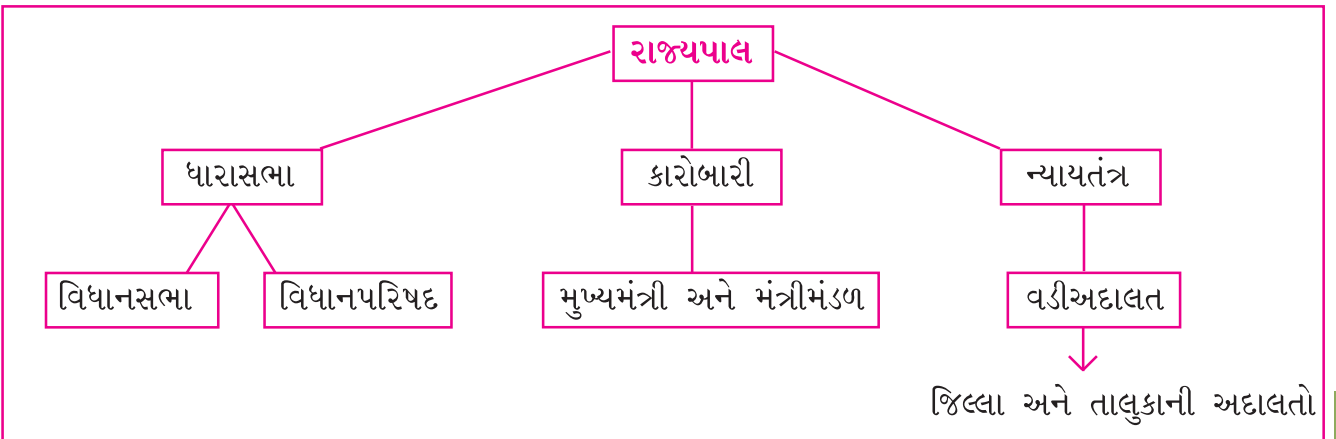 રાજ્યપાલ
ધારાસભા કારોબારી ન્યાયતંત્ર
વિધાનસભા વિધાનપરિષદ મુખ્યમંત્રી અને મંત્રીમંડળ વડીઅદાલત
જિલ્લા અને તાલુકાની અદાલતો